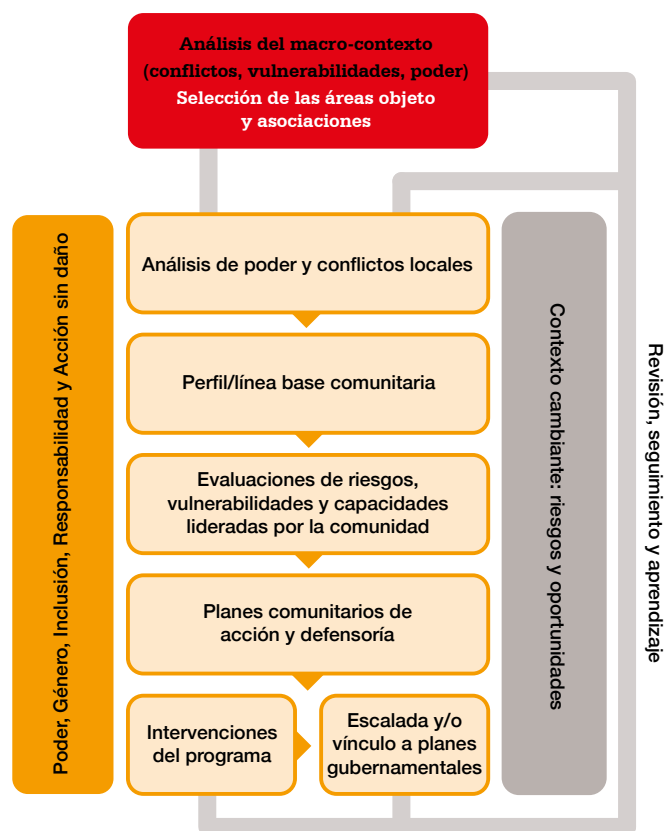 Análisis del macro-contexto
(conflictos, vulnerabilidades, poder)
Selección de las áreas objeto
y asociaciones
Poder, Género, Inclusión, Responsabilidad y Acción sin daño
Análisis de poder y conflictos locales
Perfil/línea base comunitaria
Evaluaciones de riesgos,
vulnerabilidades y capacidades
lideradas por la comunidad
Planes comunitarios de
acción y defensoría
Intervenciones
del programa
Escalada y/o
vínculo a planes
gubernamentales
Contexto cambiante: riesgos y oportunidades
Revisión, seguimiento y aprendizaje